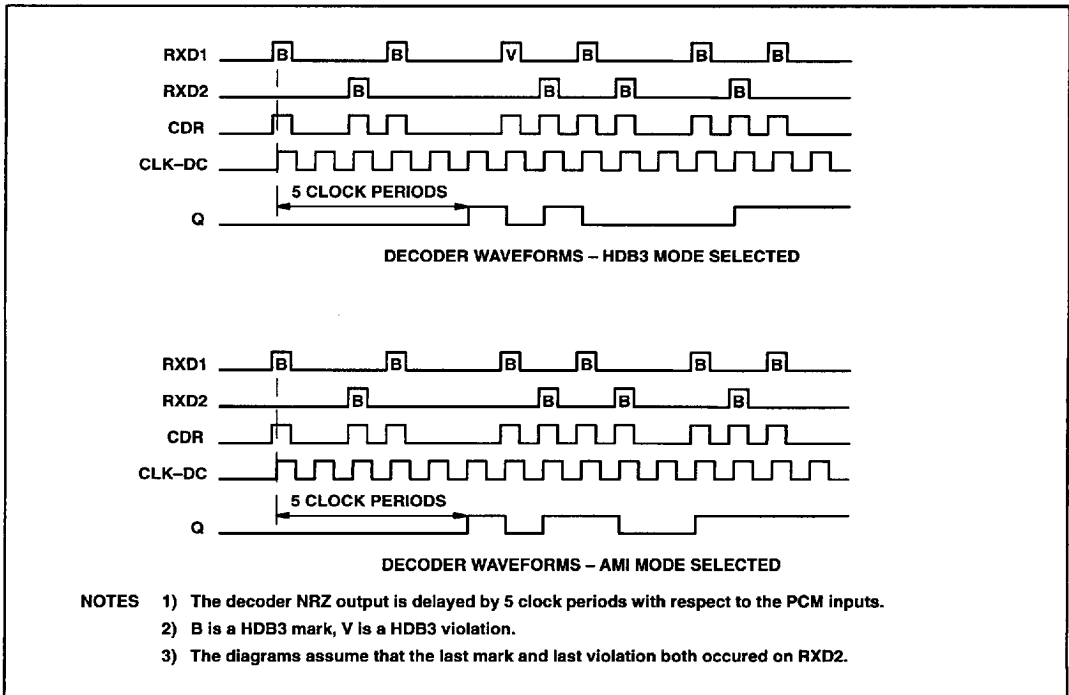 RXD1 B B V B B B
RXD2 B B B B
CDR
CLK–DC
5 CLOCK PERIODS
Q
DECODER WAVEFORMS – HDB3 MODE SELECTED
RXD1 B B B B B B
RXD2 B B B B
CDR
CLK–DC
5 CLOCK PERIODS
Q
DECODER WAVEFORMS – AMI MODE SELECTED
NOTES 1) The decoder NRZ output is delayed by 5 clock periods with respect to the PCM inputs.
2) B is a HDB3 mark, V is a HDB3 violation.
3) The diagrams assume that the last mark and last violation both occured on RXD2.